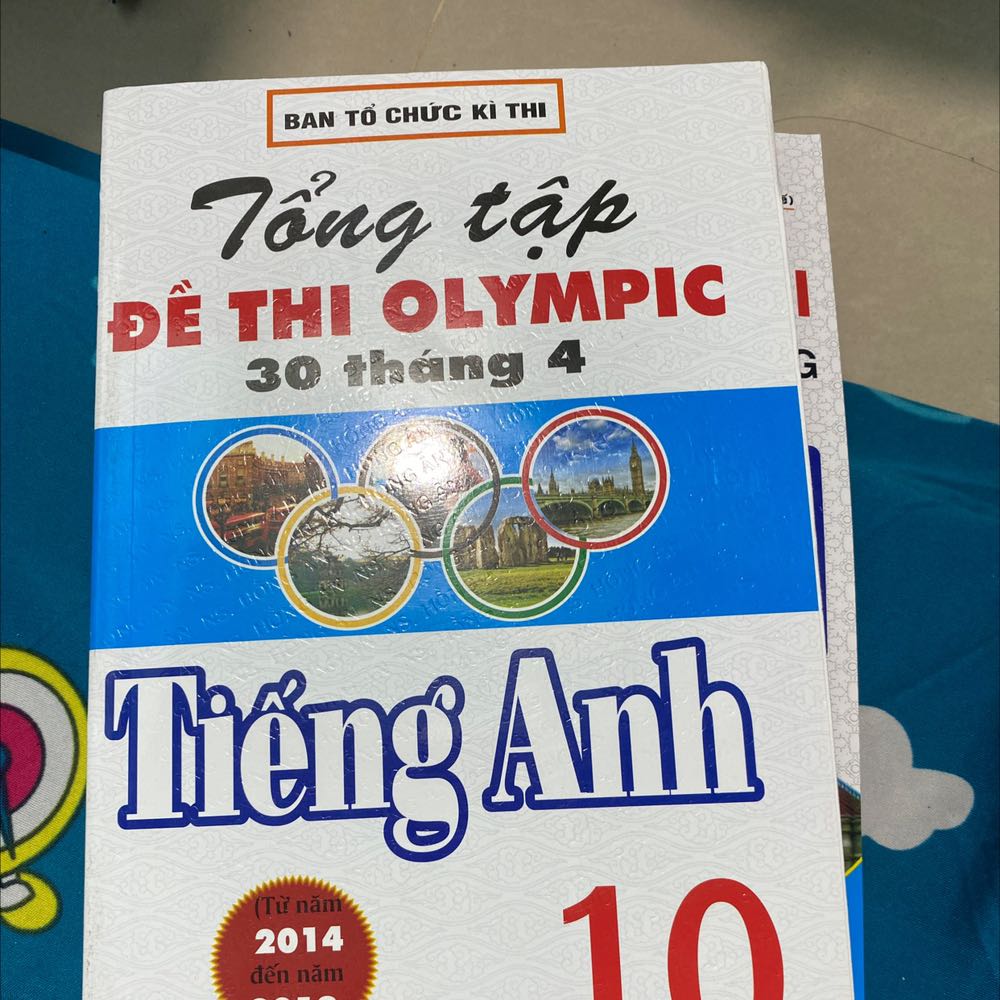 BAN TỔ CHỨC KÌ THI
Tổng tập
ĐỀ THI OLYMPIC
30 tháng 4
Tiếng Anh
(Từ năm
2014
đến năm
10
G